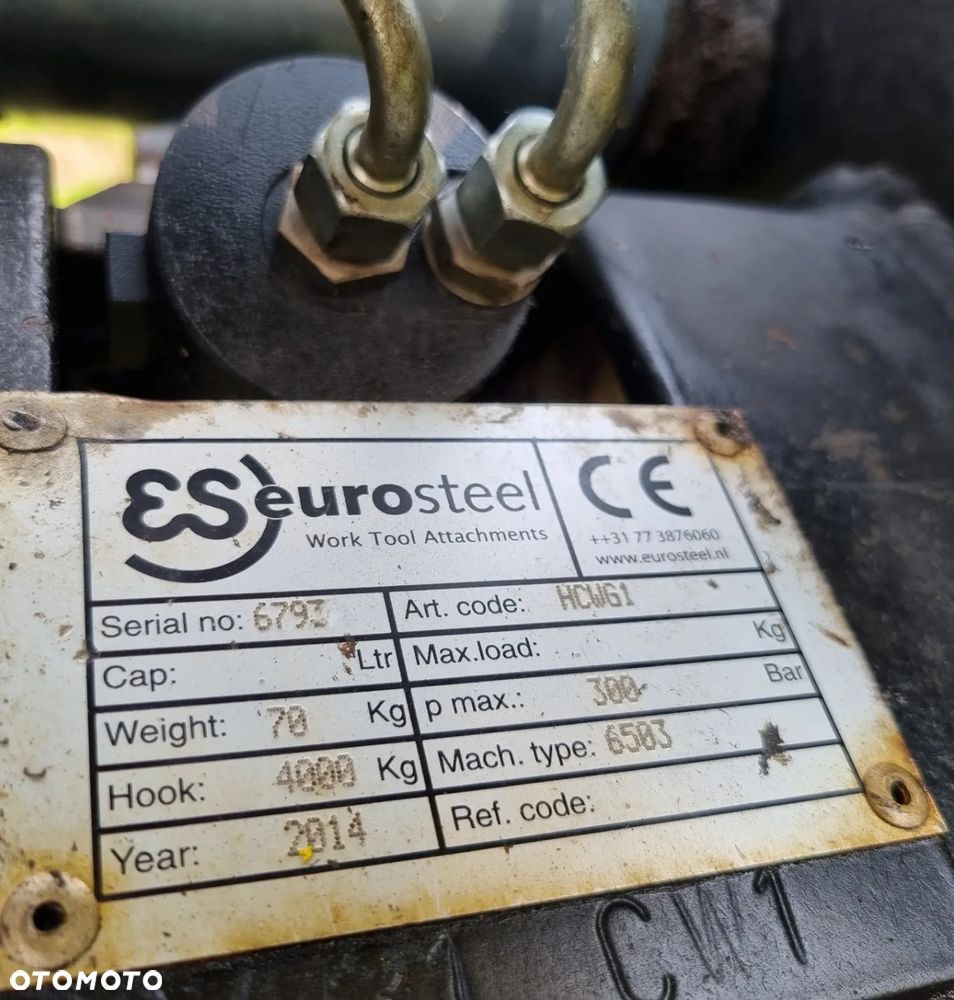 ES eurosteel
Work Tool Attachments
CE
++31 77 3876060
www.eurosteel.nl
Serial no: 6793 Art. code: HCWG1
Cap: Ltr Max.load: Kg
Weight: 70 Kg p max.: 300 Bar
Hook: 4000 Kg Mach. type: 6503
Year: 2014 Ref. code:
CW1
OTOMOTO